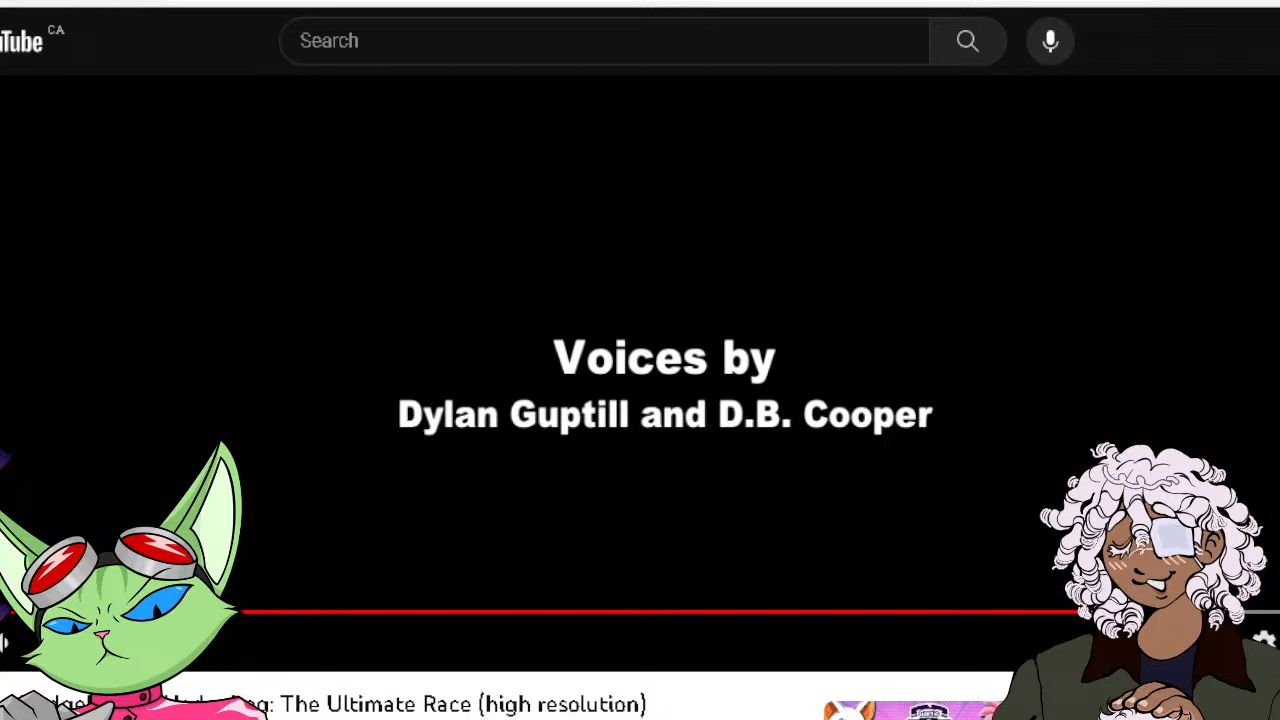 Tube CA
Search
Voices by
Dylan Guptill and D.B. Cooper
The Ultimate Race (high resolution)